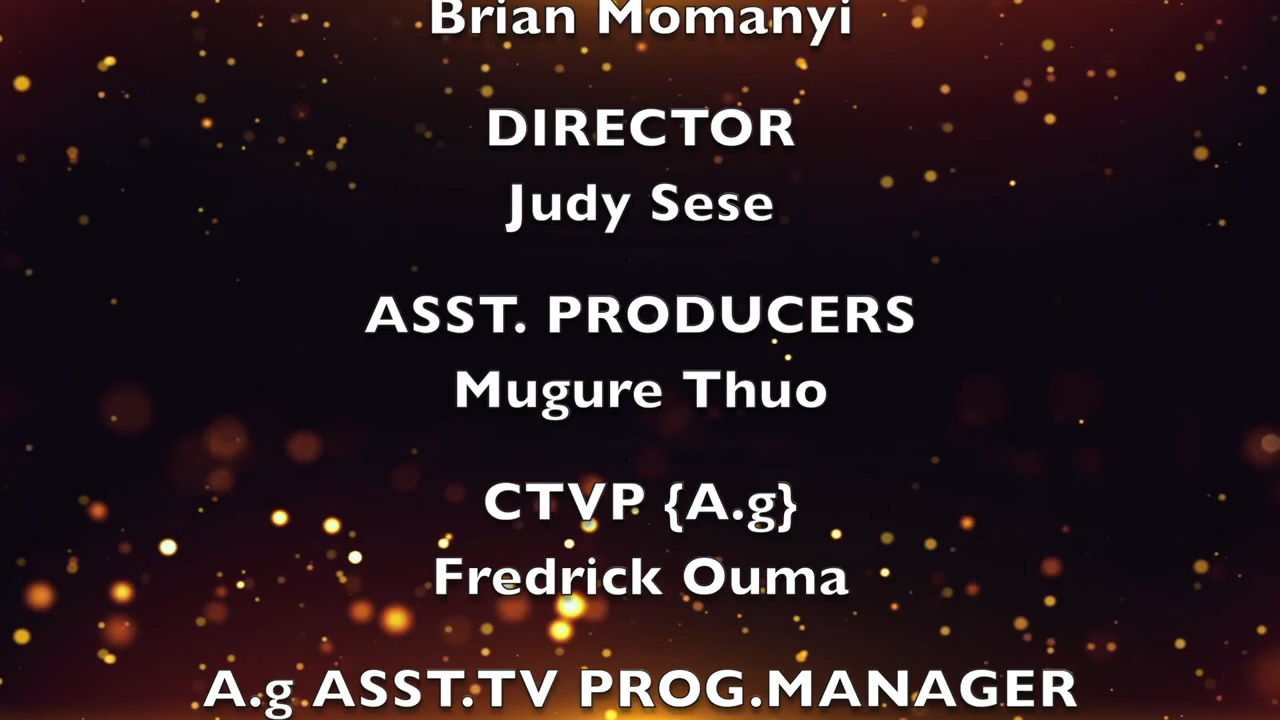 Brian Momanyi
DIRECTOR
Judy Sese
ASST. PRODUCERS
Mugure Thuo
CTVP {A.g}
Fredrick Ouma
A.g ASST.TV PROG.MANAGER